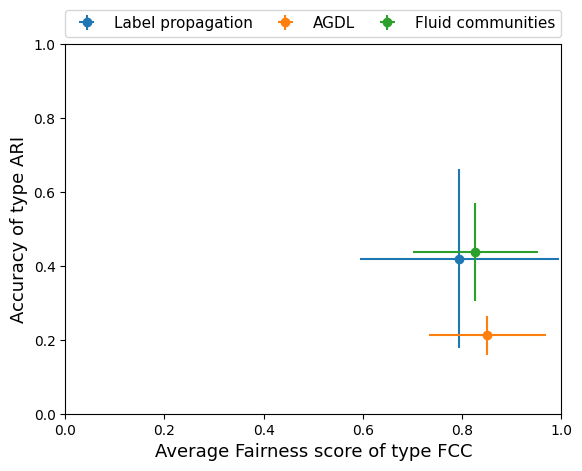 Label propagation AGDL Fluid communities
1.0
0.8
0.6
0.4
0.2
0.0
Accuracy of type ARI
0.0 0.2 0.4 0.6 0.8 1.0
Average Fairness score of type FCC